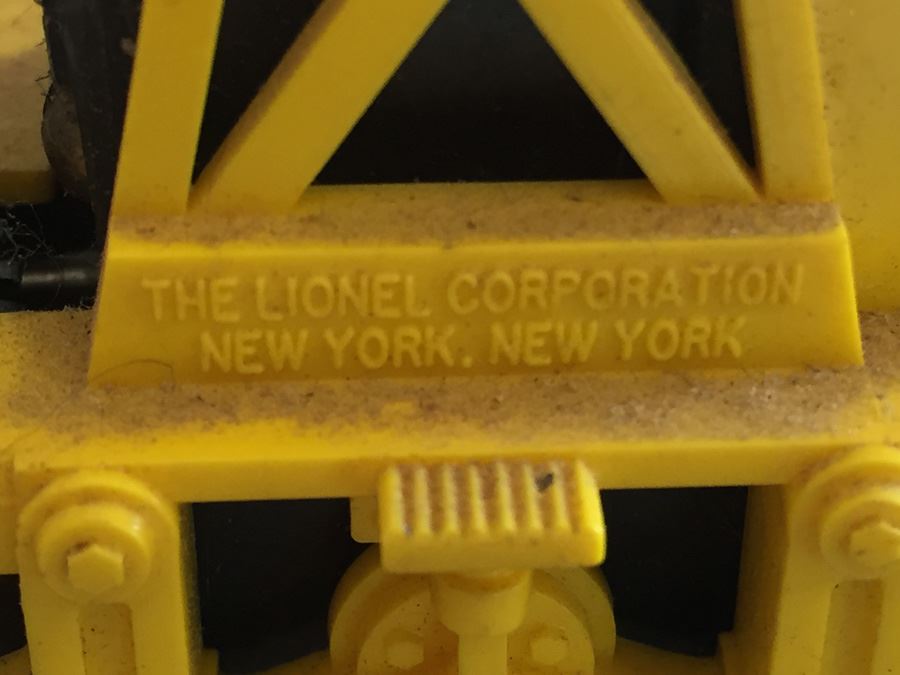 THE LIONEL CORPORATION
NEW YORK, NEW YORK